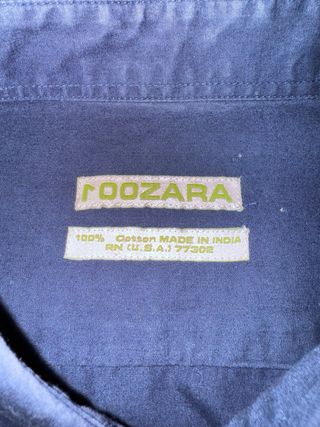 1OOZARA
100% Cotton MADE IN INDIA
RN (U.S.A.) 77302